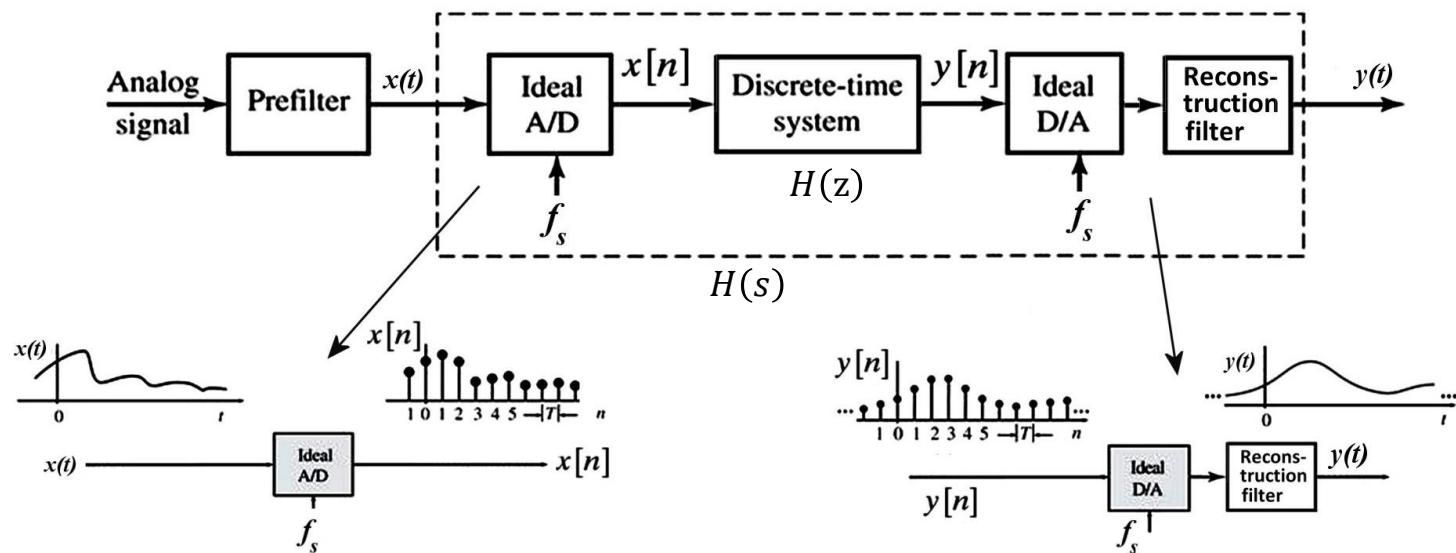 Analog
signal
Prefilter
x(t)
Ideal
A/D
x[n]
Discrete-time
system
y[n]
Ideal
D/A
Recons-
truction
filter
y(t)
f_s
H(z)
f_s
H(s)
x(t)
0
t
x[n]
1 0 1 2 3 4 5 T n
x(t)
Ideal
A/D
x[n]
f_s
y[n]
... ...
1 0 1 2 3 4 5 T n
y(t)
... ...
0
t
y[n]
Ideal
D/A
Recons-
truction
filter
y(t)
f_s